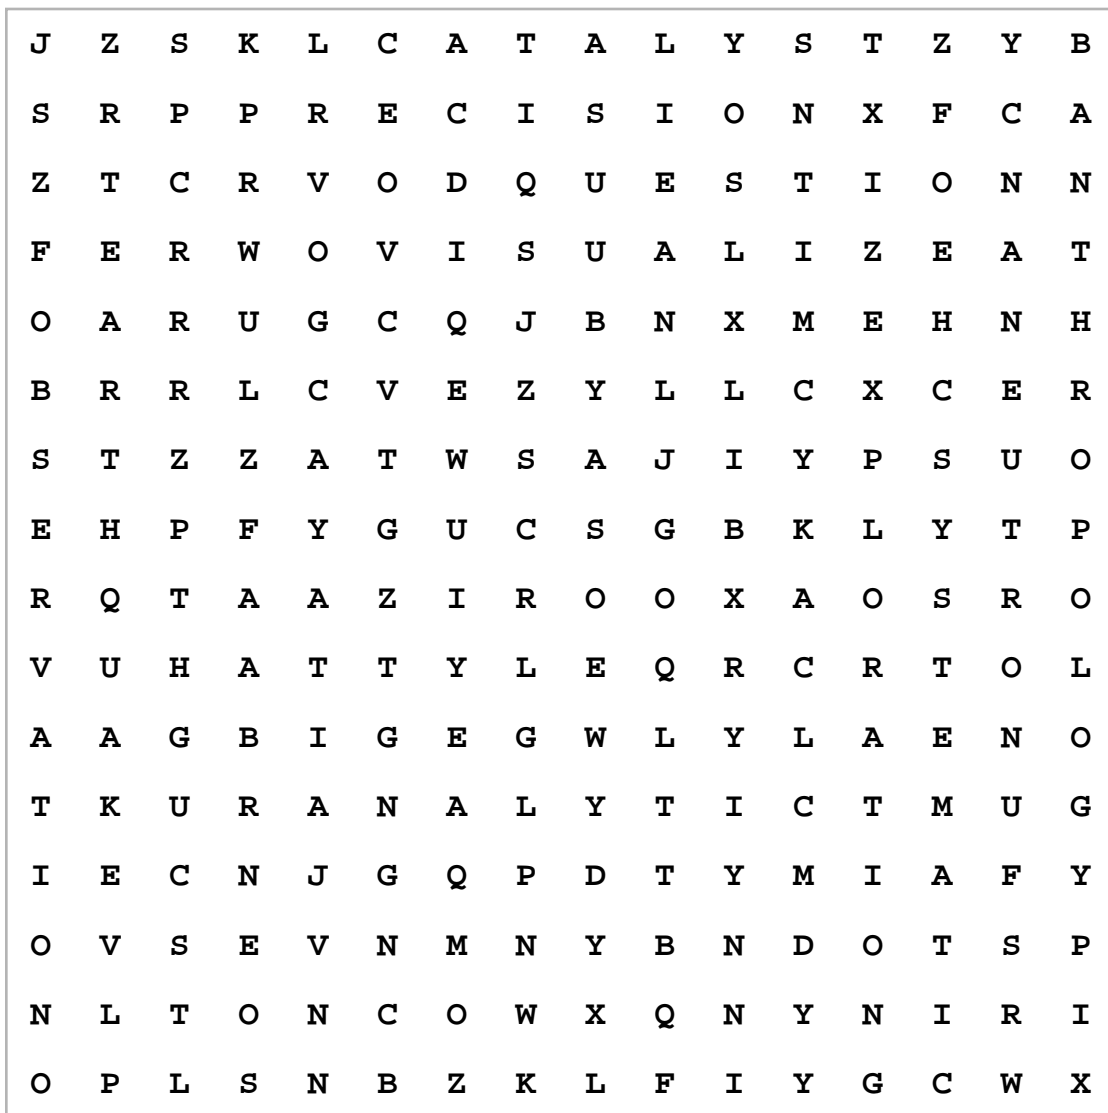 J Z S K L C A T A L Y S T Z Y B
S R P P R E C I S I O N X F C A
Z T C R V O D Q U E S T I O N N
F E R W O V I S U A L I Z E A T
O A R U G C Q J B N X M E H N H
B R R L C V E Z Y L L C X C E R
S T Z Z A T W S A J I Y P S U O
E H P F Y G U C S G B K L Y T P
R Q T A A Z I R O O X A O S R O
V U H A T T Y L E Q R C R T O L
A A G B I G E G W L Y L A E N O
T K U R A N A L Y T I C T M U G
I E C N J G Q P D T Y M I A F Y
O V S E V N M N Y B N D O T S P
N L T O N C O W X Q N Y N I R I
O P L S N B Z K L F I Y G C W X